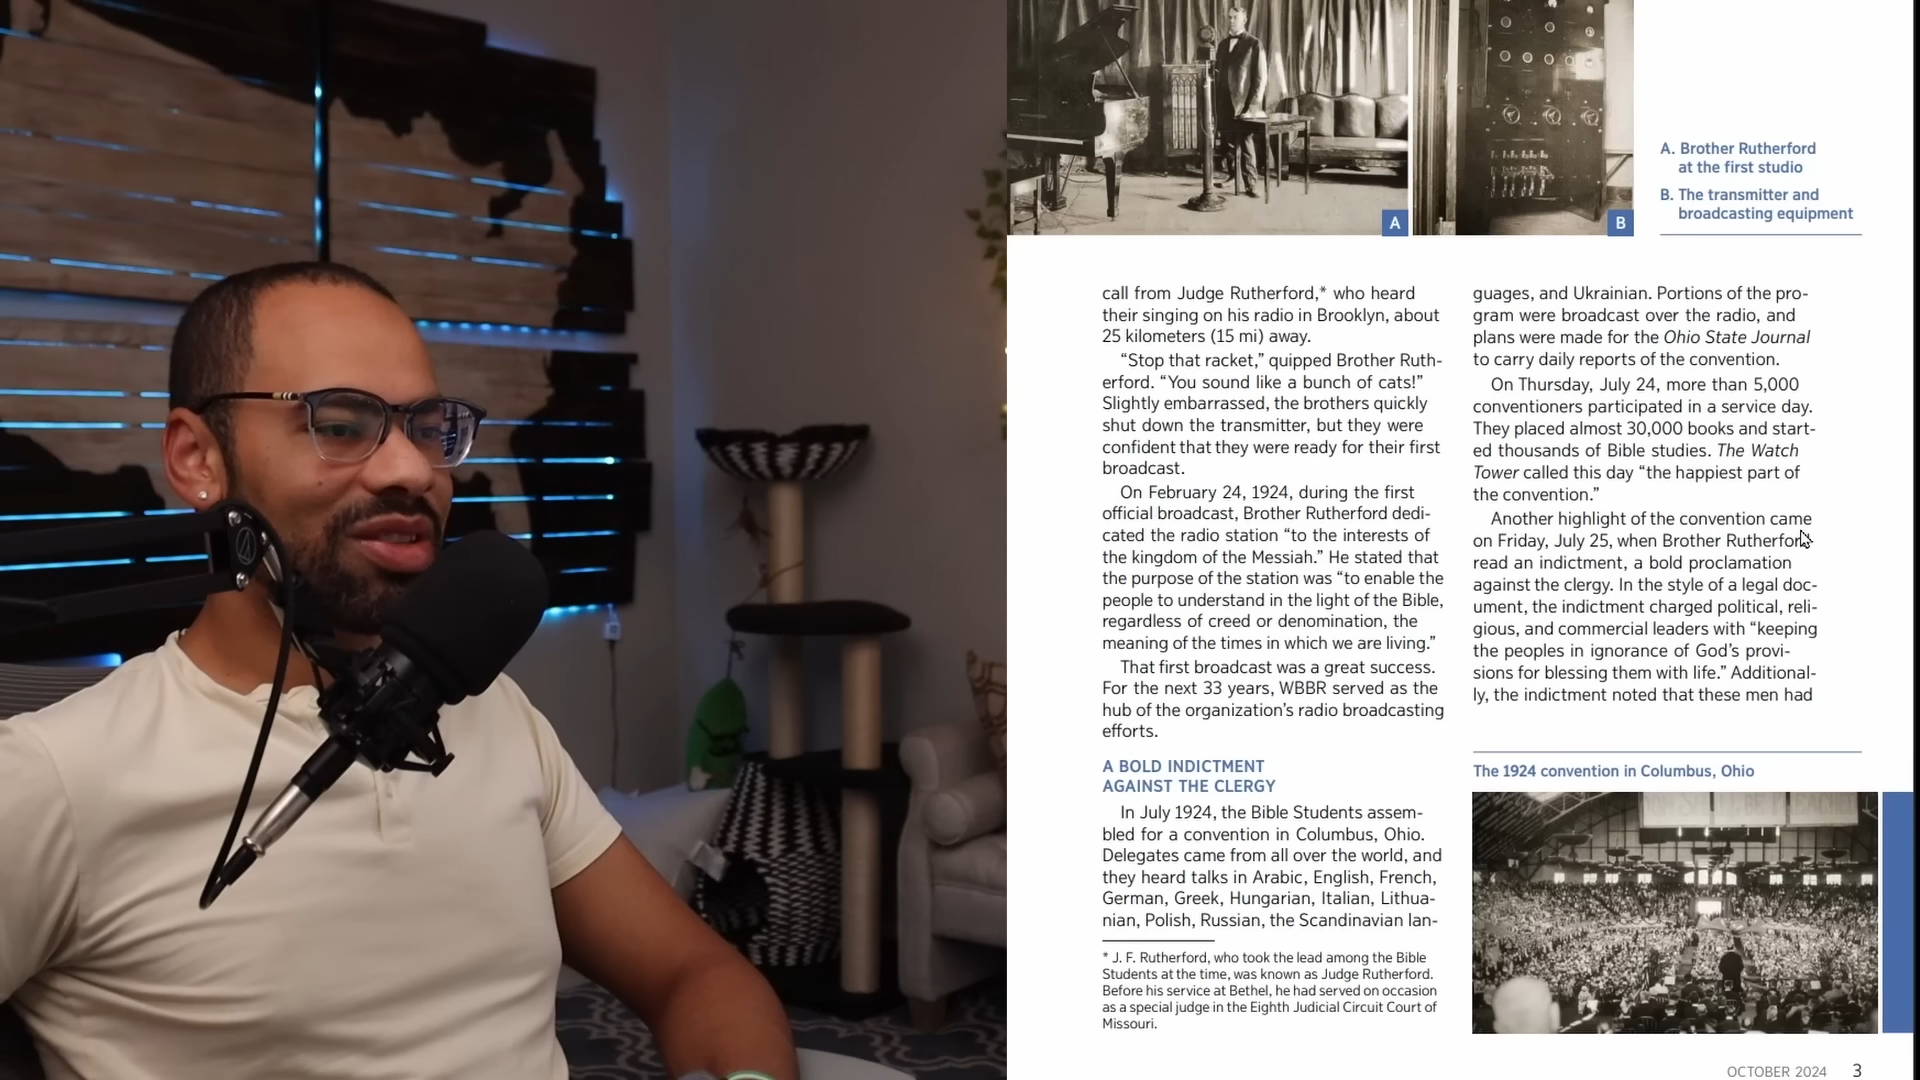 A
B
A. Brother Rutherford
at the first studio
B. The transmitter and
broadcasting equipment
call from Judge Rutherford,* who heard
their singing on his radio in Brooklyn, about
25 kilometers (15 mi) away.
“Stop that racket,” quipped Brother Ruth-
erford. “You sound like a bunch of cats!”
Slightly embarrassed, the brothers quickly
shut down the transmitter, but they were
confident that they were ready for their first
broadcast.
On February 24, 1924, during the first
official broadcast, Brother Rutherford dedi-
cated the radio station “to the interests of
the kingdom of the Messiah.” He stated that
the purpose of the station was “to enable the
people to understand in the light of the Bible,
regardless of creed or denomination, the
meaning of the times in which we are living.”
That first broadcast was a great success.
For the next 33 years, WBBR served as the
hub of the organization’s radio broadcasting
efforts.
A BOLD INDICTMENT
AGAINST THE CLERGY
In July 1924, the Bible Students assem-
bled for a convention in Columbus, Ohio.
Delegates came from all over the world, and
they heard talks in Arabic, English, French,
German, Greek, Hungarian, Italian, Lithua-
nian, Polish, Russian, the Scandinavian lan-
* J. F. Rutherford, who took the lead among the Bible
Students at the time, was known as Judge Rutherford.
Before his service at Bethel, he had served on occasion
as a special judge in the Eighth Judicial Circuit Court of
Missouri.
guages, and Ukrainian. Portions of the pro-
gram were broadcast over the radio, and
plans were made for the Ohio State Journal
to carry daily reports of the convention.
On Thursday, July 24, more than 5,000
conventioners participated in a service day.
They placed almost 30,000 books and start-
ed thousands of Bible studies. The Watch
Tower called this day “the happiest part of
the convention.”
Another highlight of the convention came
on Friday, July 25, when Brother Rutherford
read an indictment, a bold proclamation
against the clergy. In the style of a legal doc-
ument, the indictment charged political, reli-
gious, and commercial leaders with “keeping
the peoples in ignorance of God’s provi-
sions for blessing them with life.” Additional-
ly, the indictment noted that these men had
The 1924 convention in Columbus, Ohio
OCTOBER 2024 3